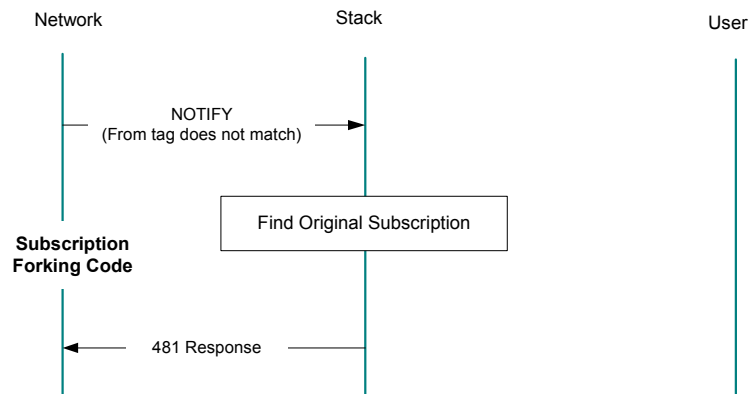 Network
Stack
User
NOTIFY
(From tag does not match)
Find Original Subscription
Subscription
Forking Code
481 Response